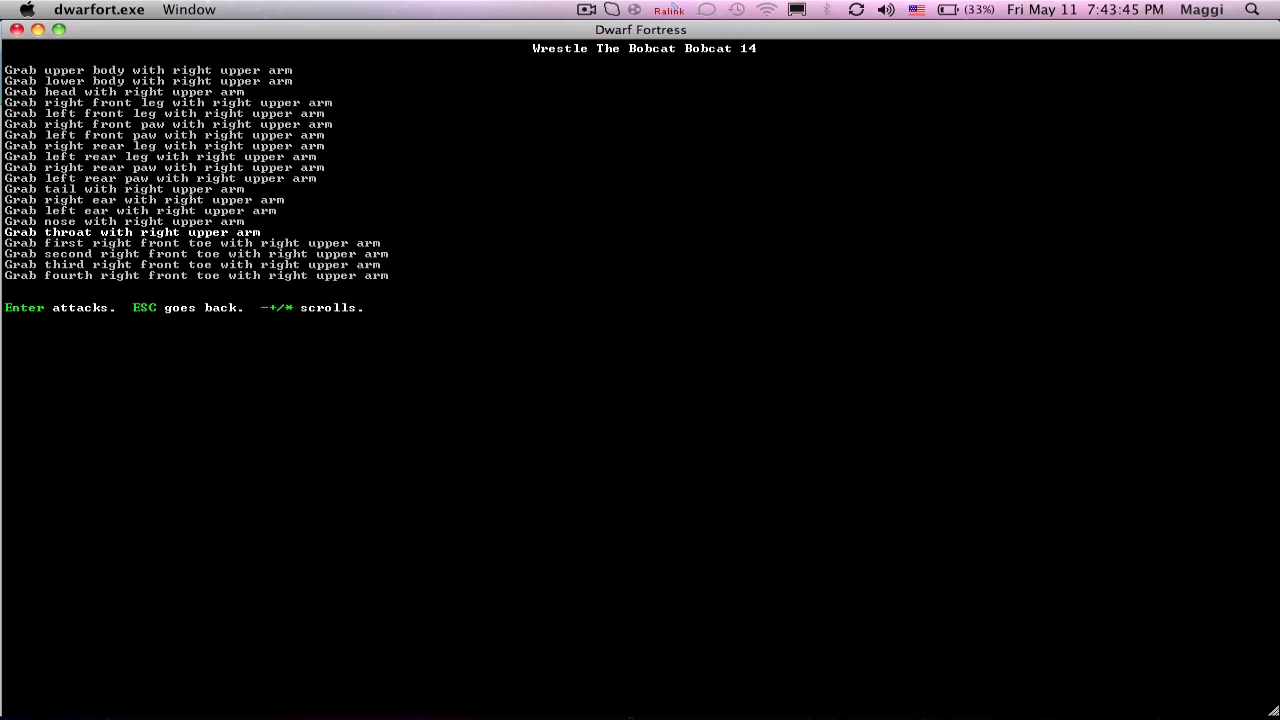 dwarfort.exe Window Ralink (33%) Fri May 11 7:43:45 PM Maggi
Dwarf Fortress
Wrestle The Bobcat Bobcat 14
Grab upper body with right upper arm
Grab lower body with right upper arm
Grab head with right upper arm
Grab right front leg with right upper arm
Grab left front leg with right upper arm
Grab right front paw with right upper arm
Grab left front paw with right upper arm
Grab right rear leg with right upper arm
Grab left rear leg with right upper arm
Grab right rear paw with right upper arm
Grab left rear paw with right upper arm
Grab tail with right upper arm
Grab right ear with right upper arm
Grab left ear with right upper arm
Grab nose with right upper arm
Grab throat with right upper arm
Grab first right front toe with right upper arm
Grab second right front toe with right upper arm
Grab third right front toe with right upper arm
Grab fourth right front toe with right upper arm
Enter attacks. ESC goes back. -+/* scrolls.